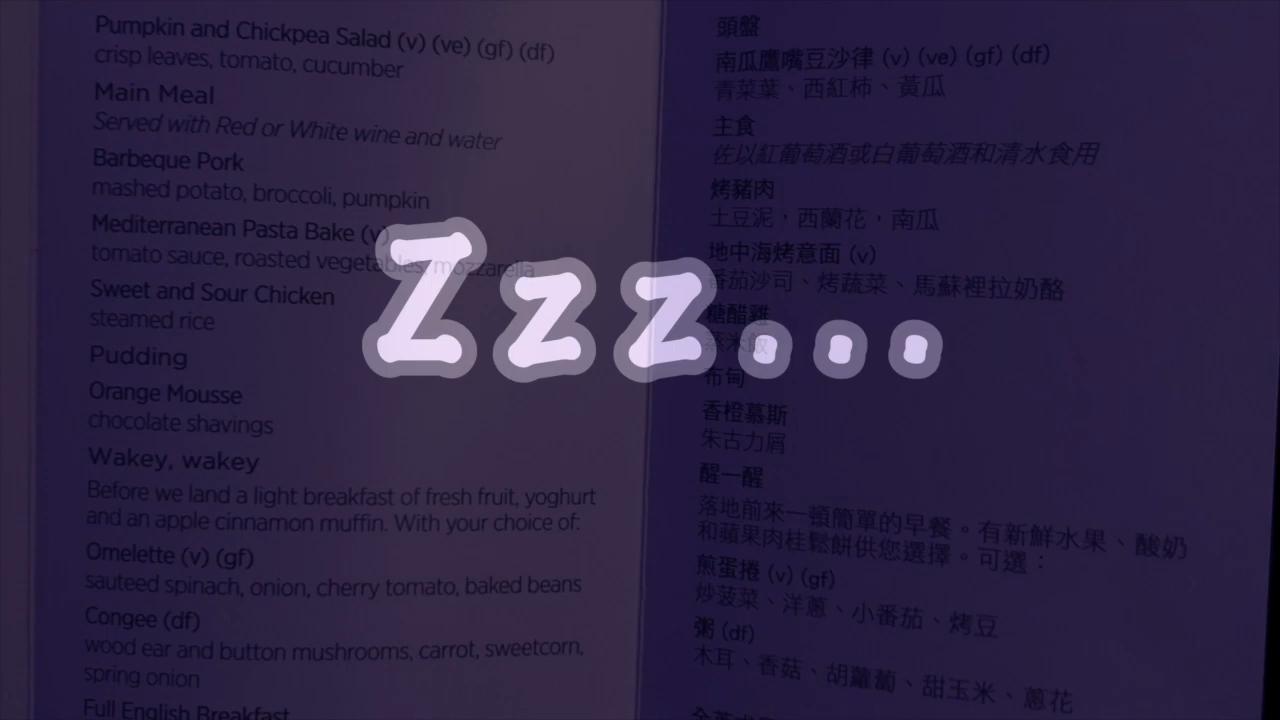 Pumpkin and Chickpea Salad (v) (ve) (gf) (df)
crisp leaves, tomato, cucumber
Main Meal
Served with Red or White wine and water
Barbeque Pork
mashed potato, broccoli, pumpkin
Mediterranean Pasta Bake (v)
tomato sauce, roasted vegetables, mozzarella
Sweet and Sour Chicken
steamed rice
Pudding
Orange Mousse
chocolate shavings
Wakey, wakey
Before we land a light breakfast of fresh fruit, yoghurt
and an apple cinnamon muffin. With your choice of:
Omelette (v) (gf)
sauteed spinach, onion, cherry tomato, baked beans
Congee (df)
wood ear and button mushrooms, carrot, sweetcorn,
spring onion
Full English Breakfast
頭盤
南瓜鷹嘴豆沙律 (v) (ve) (gf) (df)
青菜葉、西紅柿、黃瓜
主食
佐以紅葡萄酒或白葡萄酒和清水食用
烤豬肉
土豆泥，西蘭花，南瓜
地中海烤意面 (v)
番茄沙司、烤蔬菜、馬蘇裡拉奶酪
糖醋雞
蒸米飯
布甸
香橙慕斯
朱古力屑
醒一醒
落地前來一頓簡單的早餐。有新鮮水果、酸奶
和蘋果肉桂鬆餅供您選擇。可選：
煎蛋捲 (v) (gf)
炒菠菜、洋蔥、小番茄、烤豆
粥 (df)
木耳、香菇、胡蘿蔔、甜玉米、蔥花
Zzz...